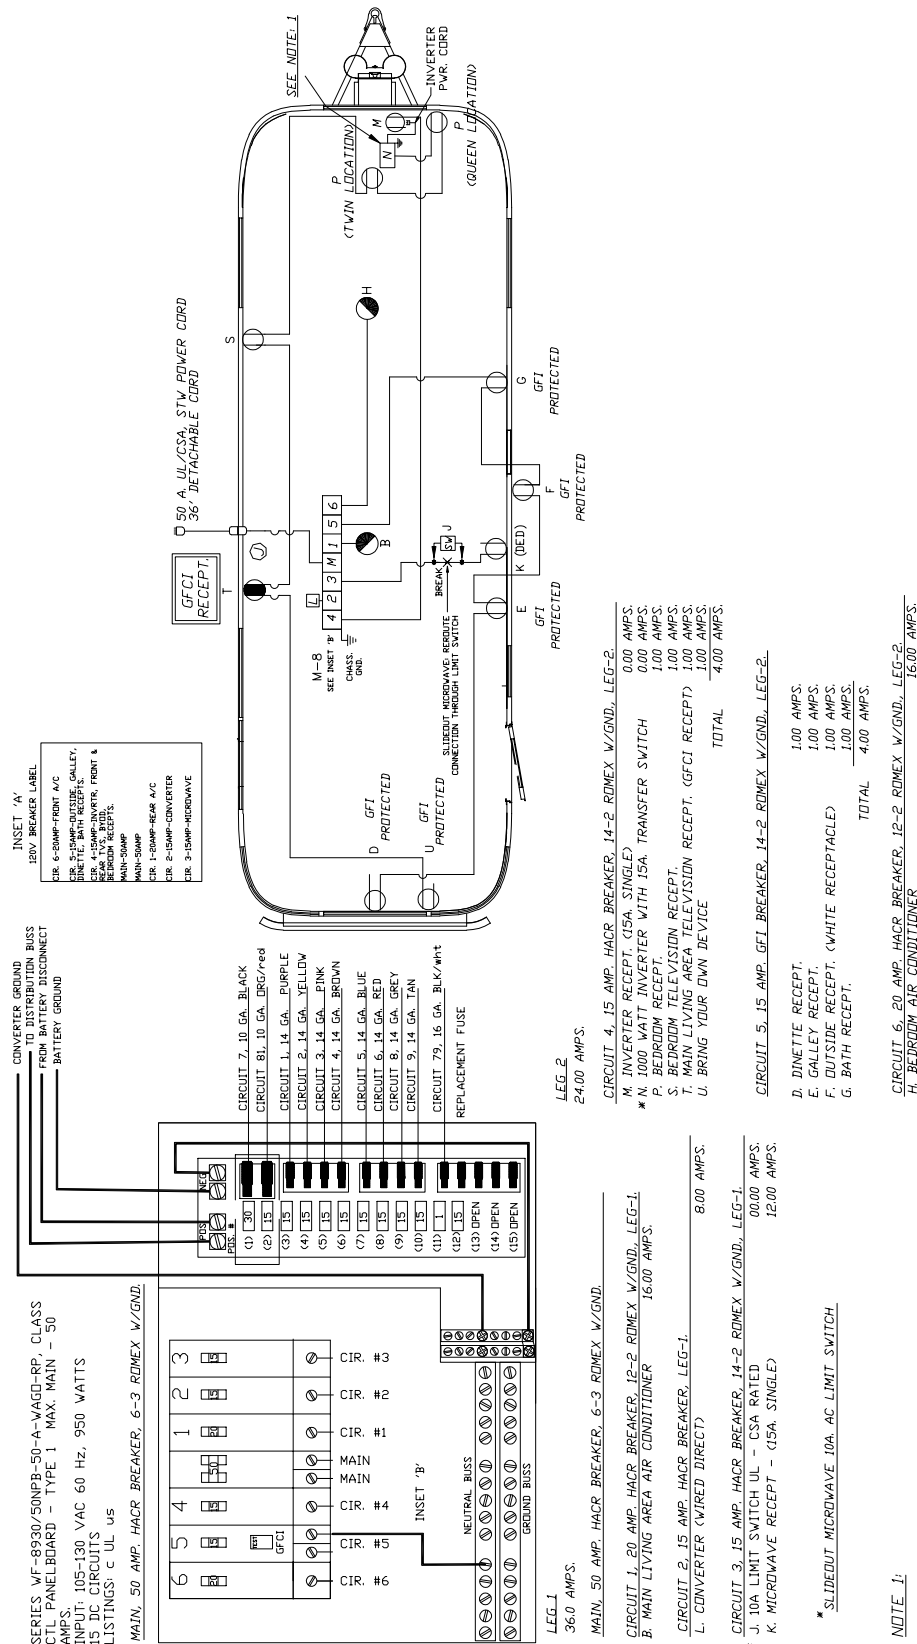 SERIES WF-8930/50NPB-50-A-WAGO-RP, CLASS
CTL PANELBOARD - TYPE 1  MAX. MAIN - 50
AMPS.
INPUT: 105-130 VAC 60 Hz, 950 WATTS
15 DC CIRCUITS
LISTINGS: c UL us
MAIN, 50 AMP. HACR BREAKER, 6-3 ROMEX W/GND.
CONVERTER GROUND
TO DISTRIBUTION BUSS
FROM BATTERY DISCONNECT
BATTERY GROUND
6 5 4 1 2 3
20 15 15 50 20 15 15
TEST
GFCI
CIR. #6
CIR. #5
CIR. #4
MAIN
MAIN
CIR. #1
CIR. #2
CIR. #3
INSET 'B'
NEUTRAL BUSS
GROUND BUSS
POS
NEG
POS. #
(1) 30 CIRCUIT 7, 10 GA. BLACK
(2) 15 CIRCUIT 81, 10 GA. ORG/red
(3) 15 CIRCUIT 1, 14 GA. PURPLE
(4) 15 CIRCUIT 2, 14 GA. YELLOW
(5) 15 CIRCUIT 3, 14 GA. PINK
(6) 15 CIRCUIT 4, 14 GA. BROWN
(7) 15 CIRCUIT 5, 14 GA. BLUE
(8) 15 CIRCUIT 6, 14 GA. RED
(9) 15 CIRCUIT 8, 14 GA. GREY
(10) 15 CIRCUIT 9, 14 GA. TAN
(11) 1 CIRCUIT 79, 16 GA. BLK/wht
(12) 15 REPLACEMENT FUSE
(13) OPEN
(14) OPEN
(15) OPEN
INSET 'A'
120V BREAKER LABEL
CIR. 6-20AMP-FRONT A/C
CIR. 5-15AMP-OUTSIDE, GALLEY,
DINETTE, BATH RECEPTS.
CIR. 4-15AMP-INVRTR, FRONT &
REAR TVS, BYOD,
BEDROOM RECEPTS.
MAIN-50AMP
MAIN-50AMP
CIR. 1-20AMP-REAR A/C
CIR. 2-15AMP-CONVERTER
CIR. 3-15AMP-MICROWAVE
GFCI
RECEPT.
50 A. UL/CSA, STW POWER CORD
36' DETACHABLE CORD
SEE NOTE: 1
T
J
S
P
(TWIN LOCATION)
N
M
INVERTER
PWR. CORD
P
(QUEEN LOCATION)
H
M-8
SEE INSET 'B'
CHASS.
GND.
4 2 3 M 1 5 6
L
B
BREAK
SW
J
SLIDEOUT MICROWAVE: REROUTE
CONNECTION THROUGH LIMIT SWITCH
D
GFI
PROTECTED
U
GFI
PROTECTED
E
GFI
PROTECTED
K (DED)
F
GFI
PROTECTED
G
GFI
PROTECTED
LEG 1
36.0 AMPS.
MAIN, 50 AMP. HACR BREAKER, 6-3 ROMEX W/GND.
CIRCUIT 1, 20 AMP. HACR BREAKER, 12-2 ROMEX W/GND., LEG-1.
B. MAIN LIVING AREA AIR CONDITIONER 16.00 AMPS.
CIRCUIT 2, 15 AMP. HACR BREAKER, LEG-1.
L. CONVERTER (WIRED DIRECT) 8.00 AMPS.
CIRCUIT 3, 15 AMP. HACR BREAKER, 14-2 ROMEX W/GND., LEG-1.
* J. 10A LIMIT SWITCH UL - CSA RATED 00.00 AMPS.
K. MICROWAVE RECEPT - (15A. SINGLE) 12.00 AMPS.
* SLIDEOUT MICROWAVE 10A. AC LIMIT SWITCH
NOTE 1:
LEG 2
24.00 AMPS.
CIRCUIT 4, 15 AMP. HACR BREAKER, 14-2 ROMEX W/GND., LEG-2.
M. INVERTER RECEPT. (15A. SINGLE) 0.00 AMPS.
* N. 1000 WATT INVERTER WITH 15A. TRANSFER SWITCH 0.00 AMPS.
P. BEDROOM RECEPT. 1.00 AMPS.
S. BEDROOM TELEVISION RECEPT. 1.00 AMPS.
T. MAIN LIVING AREA TELEVISION RECEPT. (GFCI RECEPT) 1.00 AMPS.
U. BRING YOUR OWN DEVICE 1.00 AMPS.
TOTAL 4.00 AMPS.
CIRCUIT 5, 15 AMP. GFI BREAKER, 14-2 ROMEX W/GND., LEG-2.
D. DINETTE RECEPT. 1.00 AMPS.
E. GALLEY RECEPT. 1.00 AMPS.
F. OUTSIDE RECEPT. (WHITE RECEPTACLE) 1.00 AMPS.
G. BATH RECEPT. 1.00 AMPS.
TOTAL 4.00 AMPS.
CIRCUIT 6, 20 AMP. HACR BREAKER, 12-2 ROMEX W/GND., LEG-2.
H. BEDROOM AIR CONDITIONER 16.00 AMPS.